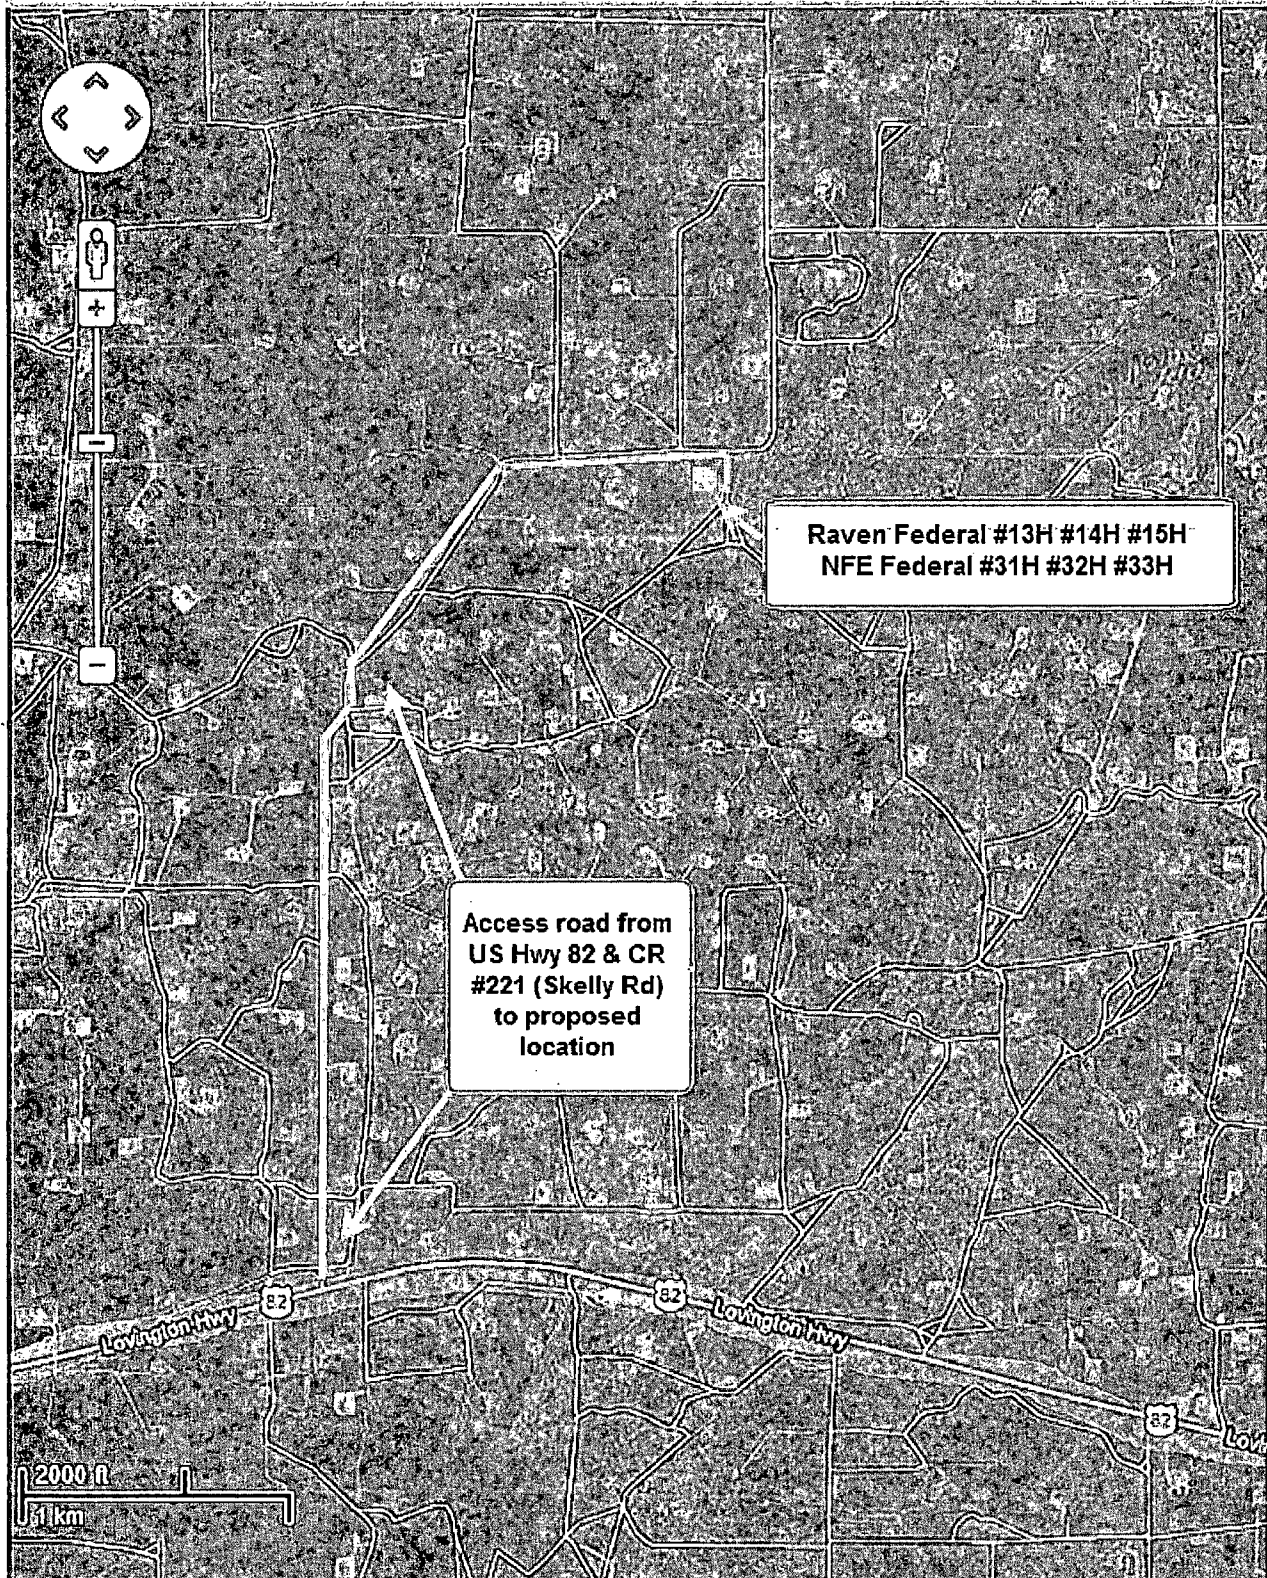 +
−
−
Raven Federal #13H #14H #15H
NFE Federal #31H #32H #33H
Access road from
US Hwy 82 & CR
#221 (Skelly Rd)
to proposed
location
82
82
Lovington Hwy
Lovington Hwy
82
2000 ft
1 km